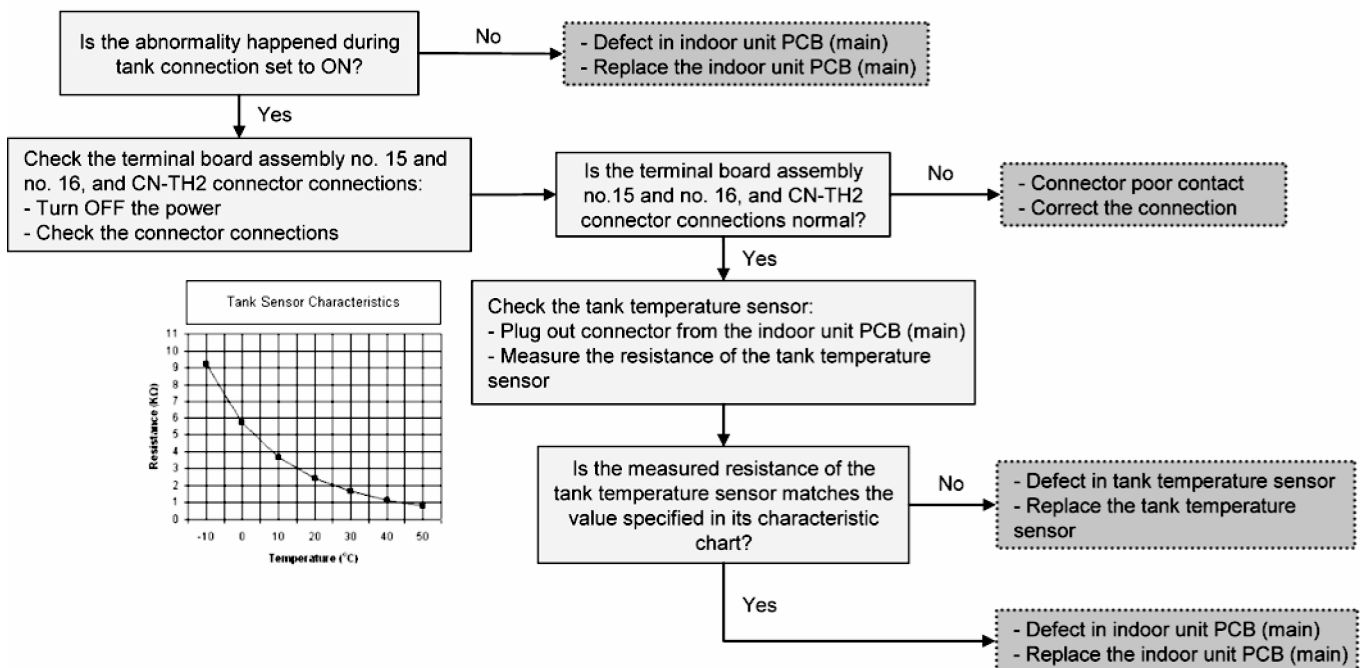 Is the abnormality happened during
tank connection set to ON?
No
- Defect in indoor unit PCB (main)
- Replace the indoor unit PCB (main)
Yes
Check the terminal board assembly no. 15 and
no. 16, and CN-TH2 connector connections:
- Turn OFF the power
- Check the connector connections
Is the terminal board assembly
no.15 and no. 16, and CN-TH2
connector connections normal?
No
- Connector poor contact
- Correct the connection
Yes
Tank Sensor Characteristics
11
10
9
8
7
6
5
4
3
2
1
0
Resistance (KΩ)
-10 0 10 20 30 40 50
Temperature (°C)
Check the tank temperature sensor:
- Plug out connector from the indoor unit PCB (main)
- Measure the resistance of the tank temperature
sensor
Is the measured resistance of the
tank temperature sensor matches the
value specified in its characteristic
chart?
No
- Defect in tank temperature sensor
- Replace the tank temperature
sensor
Yes
- Defect in indoor unit PCB (main)
- Replace the indoor unit PCB (main)